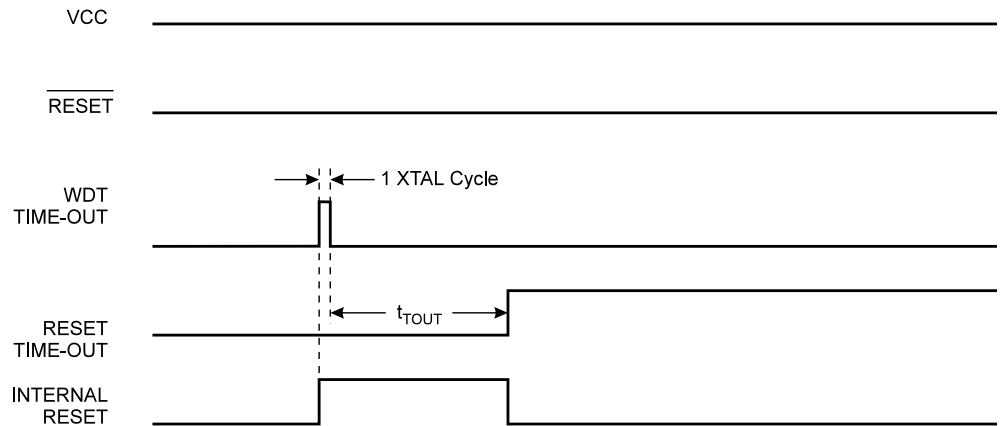 VCC
RESET
1 XTAL Cycle
WDT
TIME-OUT
tTOUT
RESET
TIME-OUT
INTERNAL
RESET